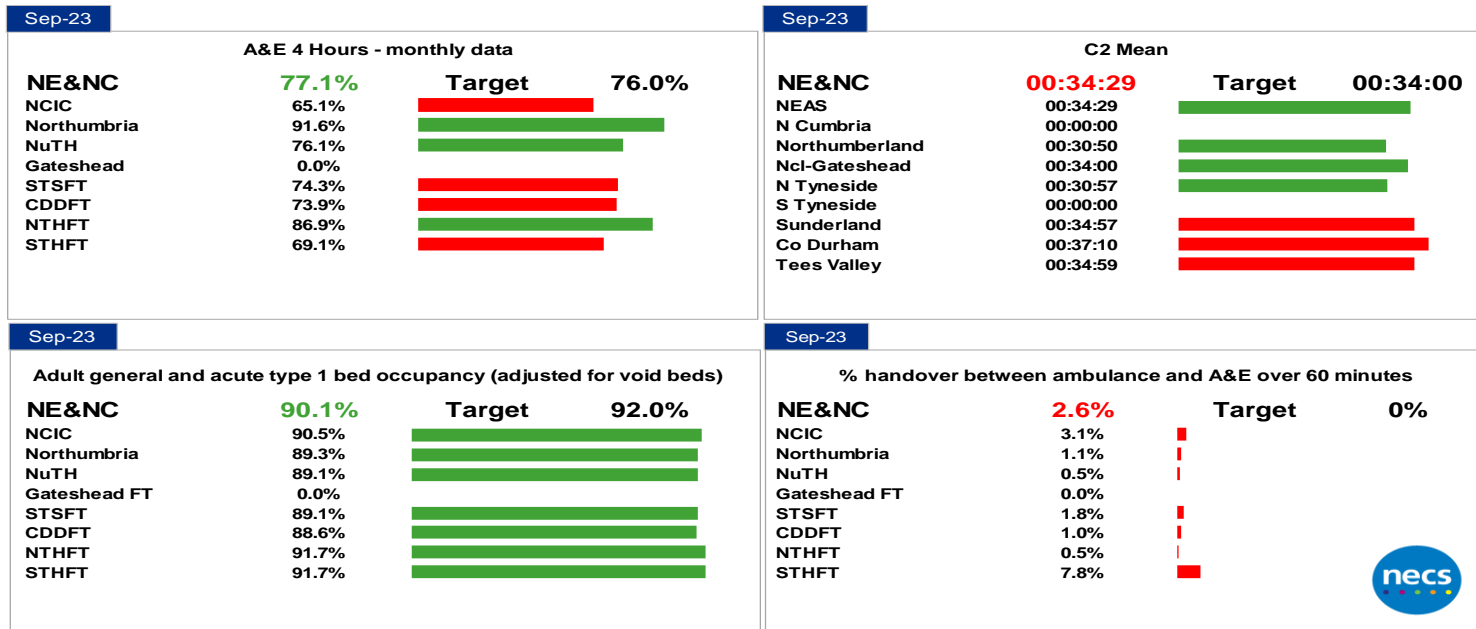 Sep-23
A&E 4 Hours - monthly data
NE&NC 77.1% Target 76.0%
NCIC 65.1%
Northumbria 91.6%
NuTH 76.1%
Gateshead 0.0%
STSFT 74.3%
CDDFT 73.9%
NTHFT 86.9%
STHFT 69.1%
Sep-23
C2 Mean
NE&NC 00:34:29 Target 00:34:00
NEAS 00:34:29
N Cumbria 00:00:00
Northumberland 00:30:50
Ncl-Gateshead 00:34:00
N Tyneside 00:30:57
S Tyneside 00:00:00
Sunderland 00:34:57
Co Durham 00:37:10
Tees Valley 00:34:59
Sep-23
Adult general and acute type 1 bed occupancy (adjusted for void beds)
NE&NC 90.1% Target 92.0%
NCIC 90.5%
Northumbria 89.3%
NuTH 89.1%
Gateshead FT 0.0%
STSFT 89.1%
CDDFT 88.6%
NTHFT 91.7%
STHFT 91.7%
Sep-23
% handover between ambulance and A&E over 60 minutes
NE&NC 2.6% Target 0%
NCIC 3.1%
Northumbria 1.1%
NuTH 0.5%
Gateshead FT 0.0%
STSFT 1.8%
CDDFT 1.0%
NTHFT 0.5%
STHFT 7.8%
necs